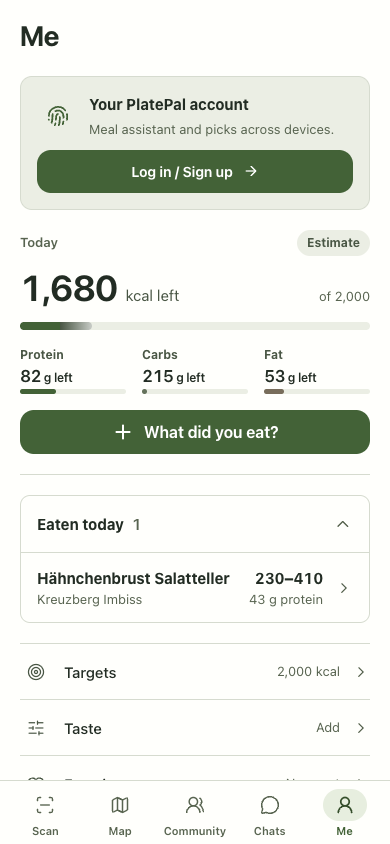 Me
Your PlatePal account
Meal assistant and picks across devices.
Log in / Sign up
Today
Estimate
1,680 kcal left
of 2,000
Protein
82 g left
Carbs
215 g left
Fat
53 g left
What did you eat?
Eaten today 1
Hähnchenbrust Salatteller
230–410
Kreuzberg Imbiss
43 g protein
Targets
2,000 kcal
Taste
Add
Scan
Map
Community
Chats
Me